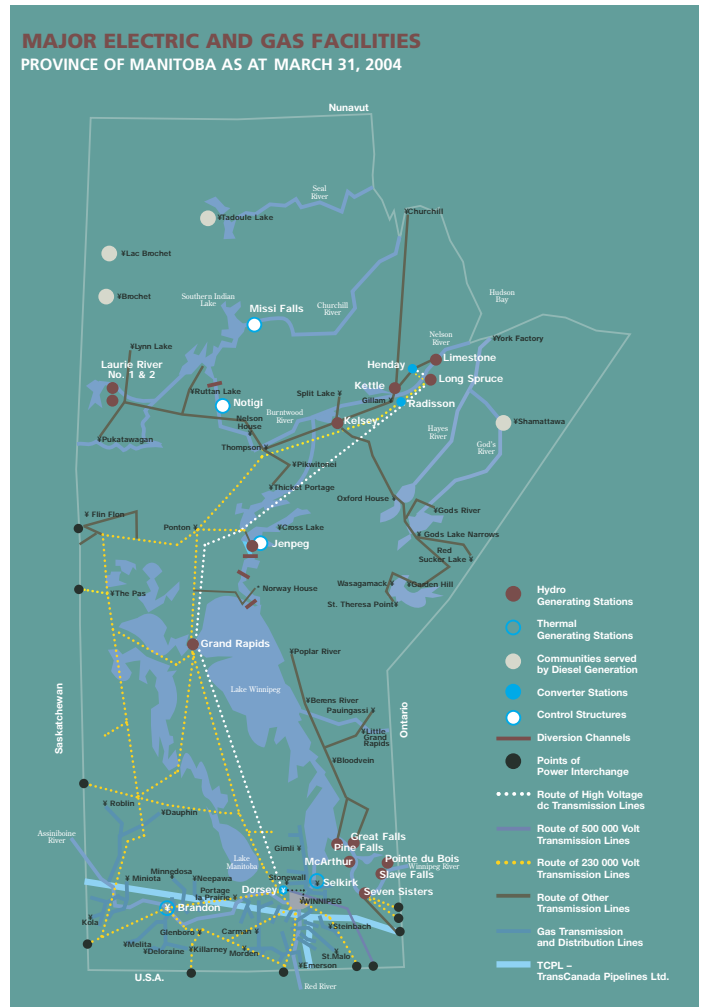 MAJOR ELECTRIC AND GAS FACILITIES
PROVINCE OF MANITOBA AS AT MARCH 31, 2004
Nunavut
Seal
River
¥Tadoule Lake
¥Churchill
¥Lac Brochet
¥Brochet
Southern Indian
Lake
Missi Falls
Churchill
River
Hudson
Bay
Nelson
River
¥York Factory
¥Lynn Lake
Laurie River
No. 1 & 2
Henday
Limestone
Kettle
Long Spruce
Gillam¥
Radisson
¥Ruttan Lake
Notigi
Split Lake¥
Burntwood
River
Kelsey
Nelson
House
¥
Hayes
River
God's
River
¥Shamattawa
¥Pukatawagan
Thompson¥
¥Pikwitonei
¥Thicket Portage
Oxford House¥
¥Gods River
¥ Flin Flon
Ponton¥
¥Cross Lake
Jenpeg
¥Gods Lake Narrows
Red
Sucker Lake¥
Wasagamack¥
¥Garden Hill
St. Theresa Point¥
Norway House
¥The Pas
Grand Rapids
¥Poplar River
Lake Winnipeg
¥Berens River
Pauingassi ¥
¥Little
Grand
Rapids
¥Bloodvein
Saskatchewan
Ontario
¥ Roblin
¥Dauphin
Assiniboine
River
Lake
Manitoba
Gimli ¥
Great Falls
Pine Falls
McArthur
Pointe du Bois
Winnipeg River
Slave Falls
Seven Sisters
Minnedosa
¥
¥ Miniota
¥Neepawa
Portage
la Prairie¥
Stonewall
¥
Selkirk
¥
Dorsey
¥
¥WINNIPEG
¥
Brandon
¥
Kola
Glenboro¥
Carman¥
¥Steinbach
¥Melita
¥Deloraine
¥Killarney
¥
Morden
St.Malo
¥
¥Emerson
U.S.A.
Red River
Hydro
Generating Stations
Thermal
Generating Stations
Communities served
by Diesel Generation
Converter Stations
Control Structures
Diversion Channels
Points of
Power Interchange
Route of High Voltage
dc Transmission Lines
Route of 500 000 Volt
Transmission Lines
Route of 230 000 Volt
Transmission Lines
Route of Other
Transmission Lines
Gas Transmission
and Distribution Lines
TCPL –
TransCanada Pipelines Ltd.